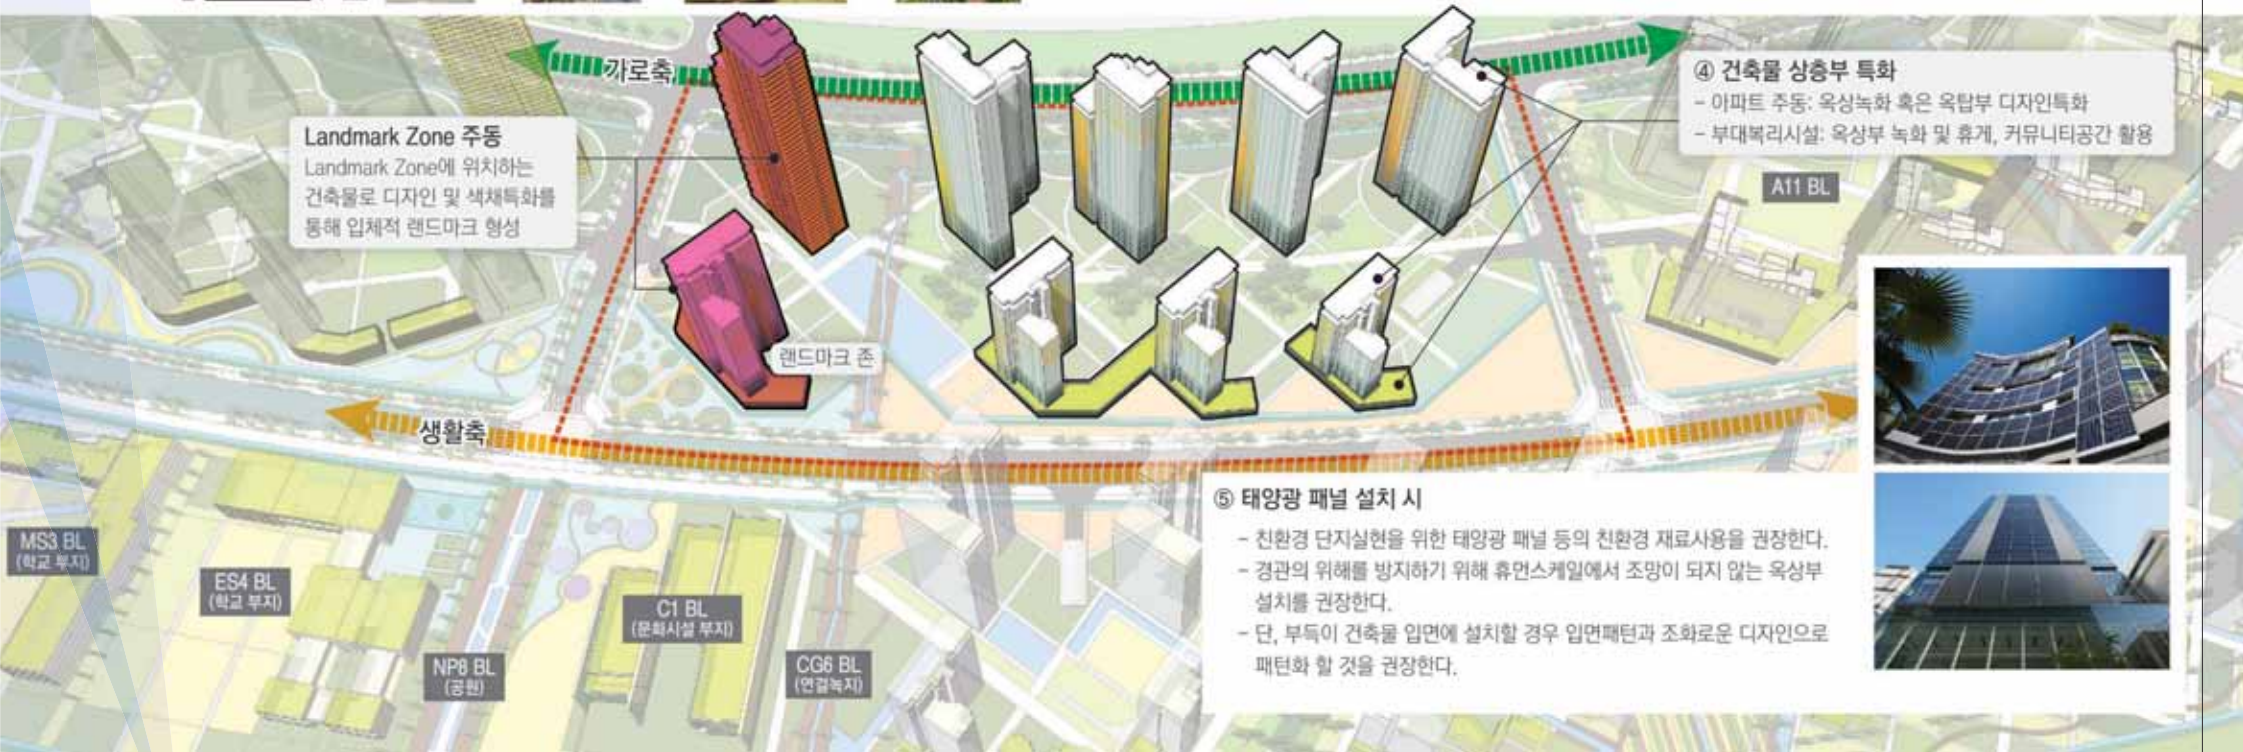 가로축
④ 건축물 상층부 특화
- 아파트 주동: 옥상녹화 혹은 옥탑부 디자인특화
- 부대복리시설: 옥상부 녹화 및 휴게, 커뮤니티공간 활용
Landmark Zone 주동
Landmark Zone에 위치하는
건축물로 디자인 및 색채특화를
통해 입체적 랜드마크 형성
A11 BL
랜드마크 존
생활축
⑤ 태양광 패널 설치 시
- 친환경 단지실현을 위한 태양광 패널 등의 친환경 재료사용을 권장한다.
- 경관의 위해를 방지하기 위해 휴먼스케일에서 조망이 되지 않는 옥상부
설치를 권장한다.
- 단, 부득이 건축물 입면에 설치할 경우 입면패턴과 조화로운 디자인으로
패턴화 할 것을 권장한다.
MS3 BL
(학교 부지)
ES4 BL
(학교 부지)
C1 BL
(문화시설 부지)
NP8 BL
(공원)
CG6 BL
(연결녹지)